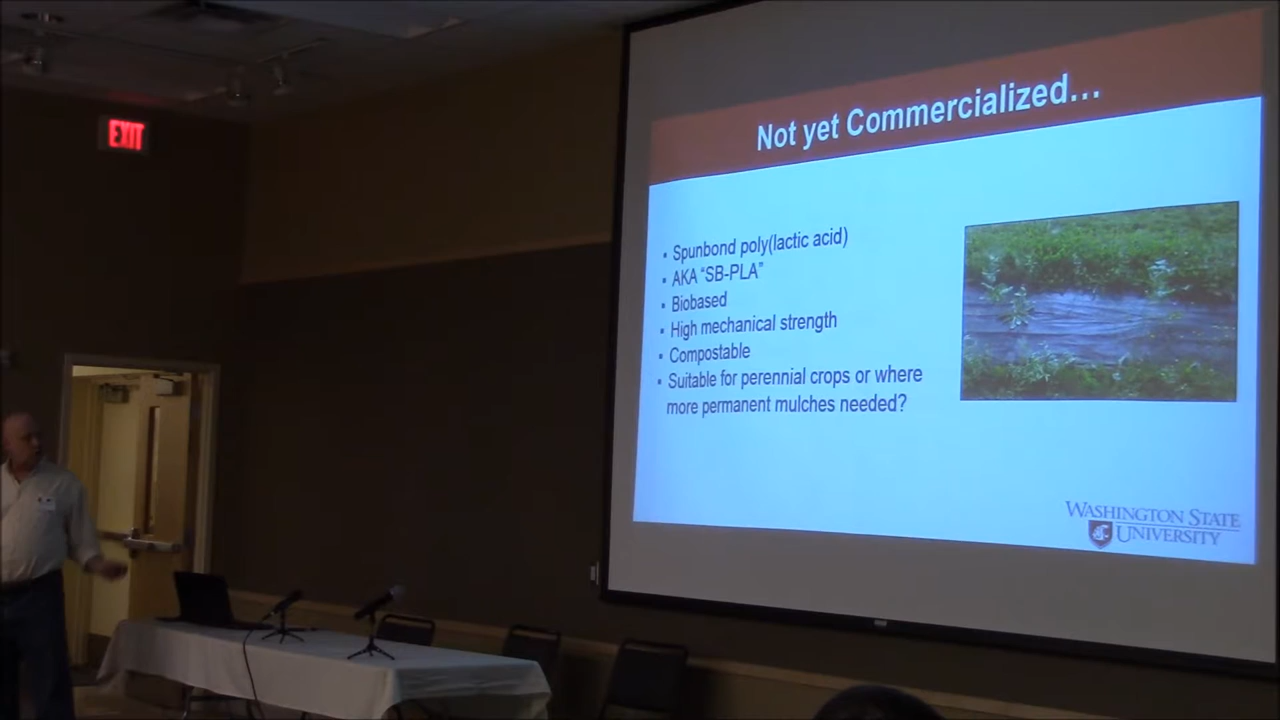 EXIT
Not yet Commercialized...
▪ Spunbond poly(lactic acid)
▪ AKA “SB-PLA”
▪ Biobased
▪ High mechanical strength
▪ Compostable
▪ Suitable for perennial crops or where
more permanent mulches needed?
WASHINGTON STATE
UNIVERSITY